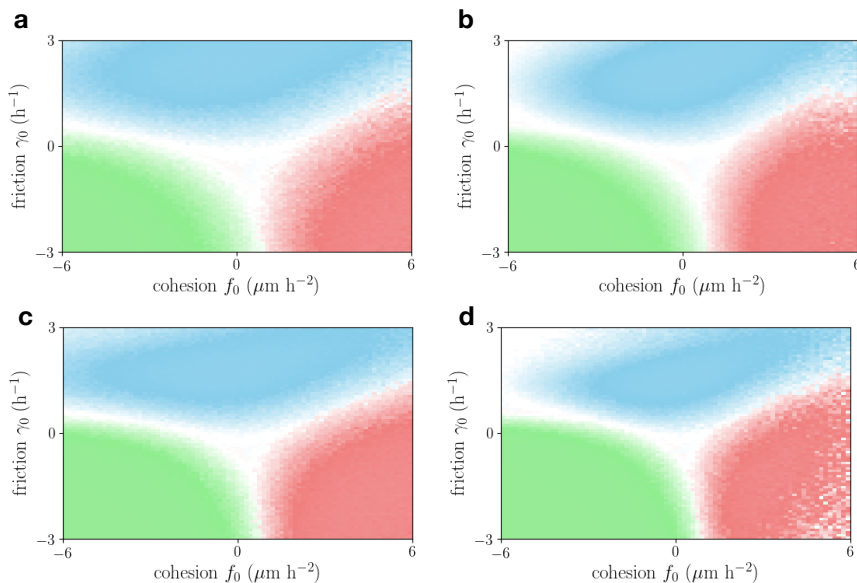 a
3
0
−3
friction γ₀ (h⁻¹)
−6
0
6
cohesion f₀ (μm h⁻²)
b
3
0
−3
friction γ₀ (h⁻¹)
−6
0
6
cohesion f₀ (μm h⁻²)
c
3
0
−3
friction γ₀ (h⁻¹)
−6
0
6
cohesion f₀ (μm h⁻²)
d
3
0
−3
friction γ₀ (h⁻¹)
−6
0
6
cohesion f₀ (μm h⁻²)